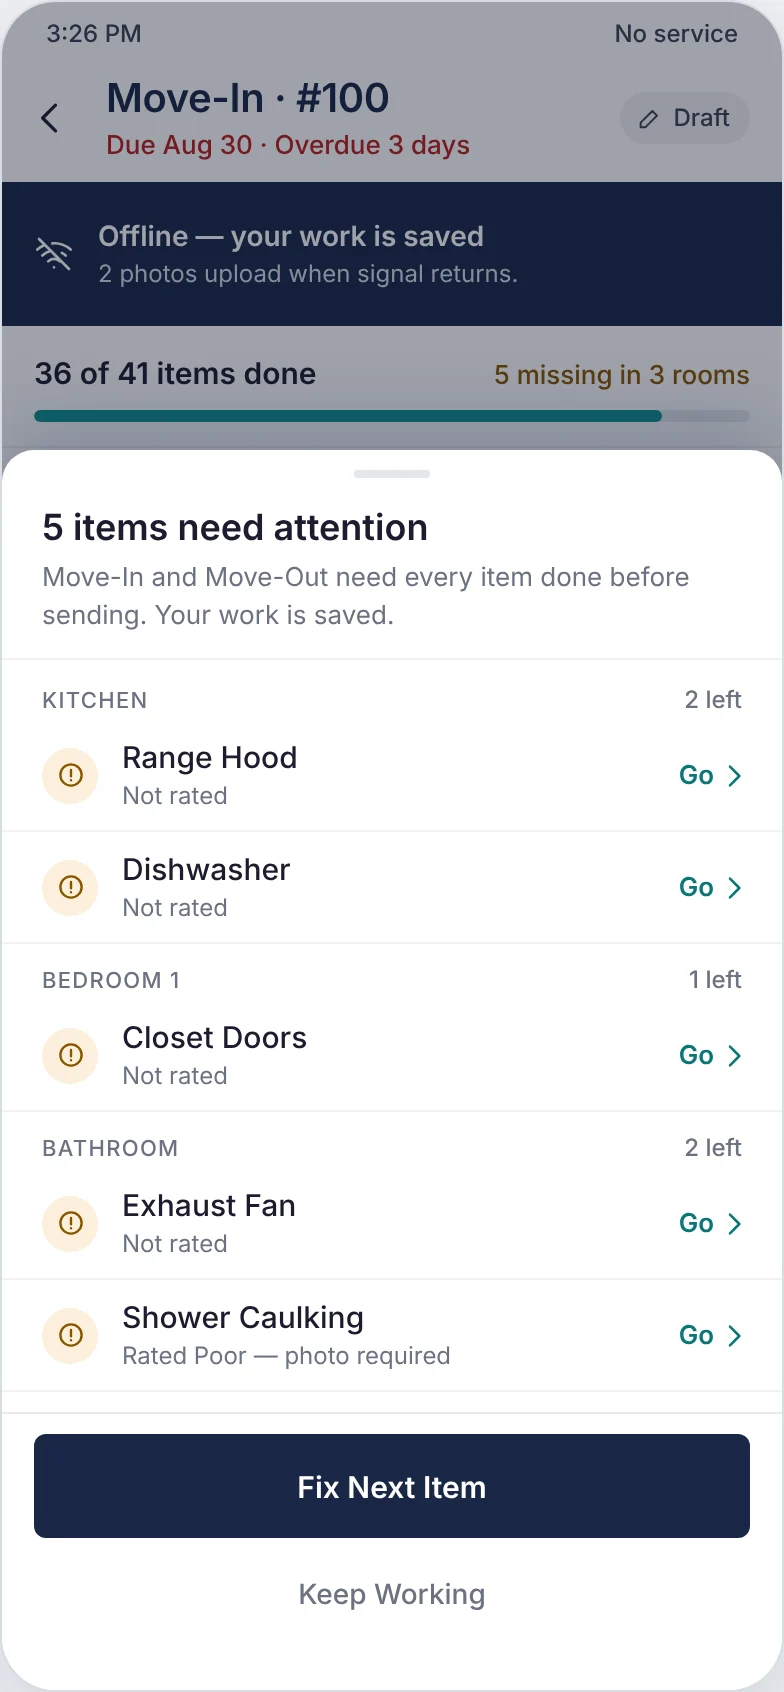 3:26 PM
No service
Move-In · #100
Due Aug 30 · Overdue 3 days
Draft
Offline — your work is saved
2 photos upload when signal returns.
36 of 41 items done
5 missing in 3 rooms
5 items need attention
Move-In and Move-Out need every item done before
sending. Your work is saved.
KITCHEN
2 left
Range Hood
Not rated
Go
Dishwasher
Not rated
Go
BEDROOM 1
1 left
Closet Doors
Not rated
Go
BATHROOM
2 left
Exhaust Fan
Not rated
Go
Shower Caulking
Rated Poor — photo required
Go
Fix Next Item
Keep Working